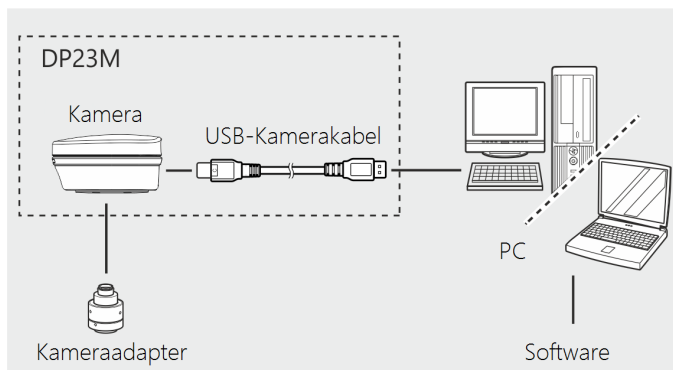 DP23M
Kamera
USB-Kamerakabel
PC
Kameraadapter
Software